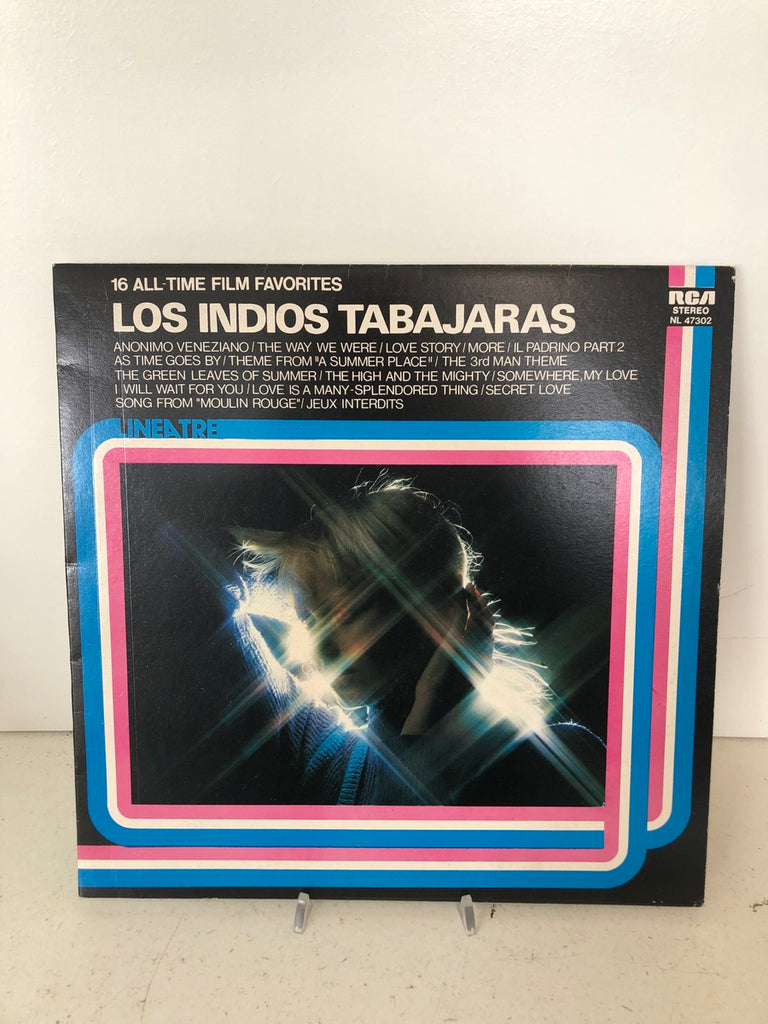 16 ALL-TIME FILM FAVORITES
LOS INDIOS TABAJARAS
ANONIMO VENEZIANO / THE WAY WE WERE / LOVE STORY / MORE / IL PADRINO PART 2
AS TIME GOES BY / THEME FROM "A SUMMER PLACE" / THE 3rd MAN THEME
THE GREEN LEAVES OF SUMMER / THE HIGH AND THE MIGHTY / SOMEWHERE, MY LOVE
I WILL WAIT FOR YOU / LOVE IS A MANY-SPLENDORED THING / SECRET LOVE
SONG FROM "MOULIN ROUGE" / JEUX INTERDITS
RCA
STEREO
NL 47302
LINEATRE